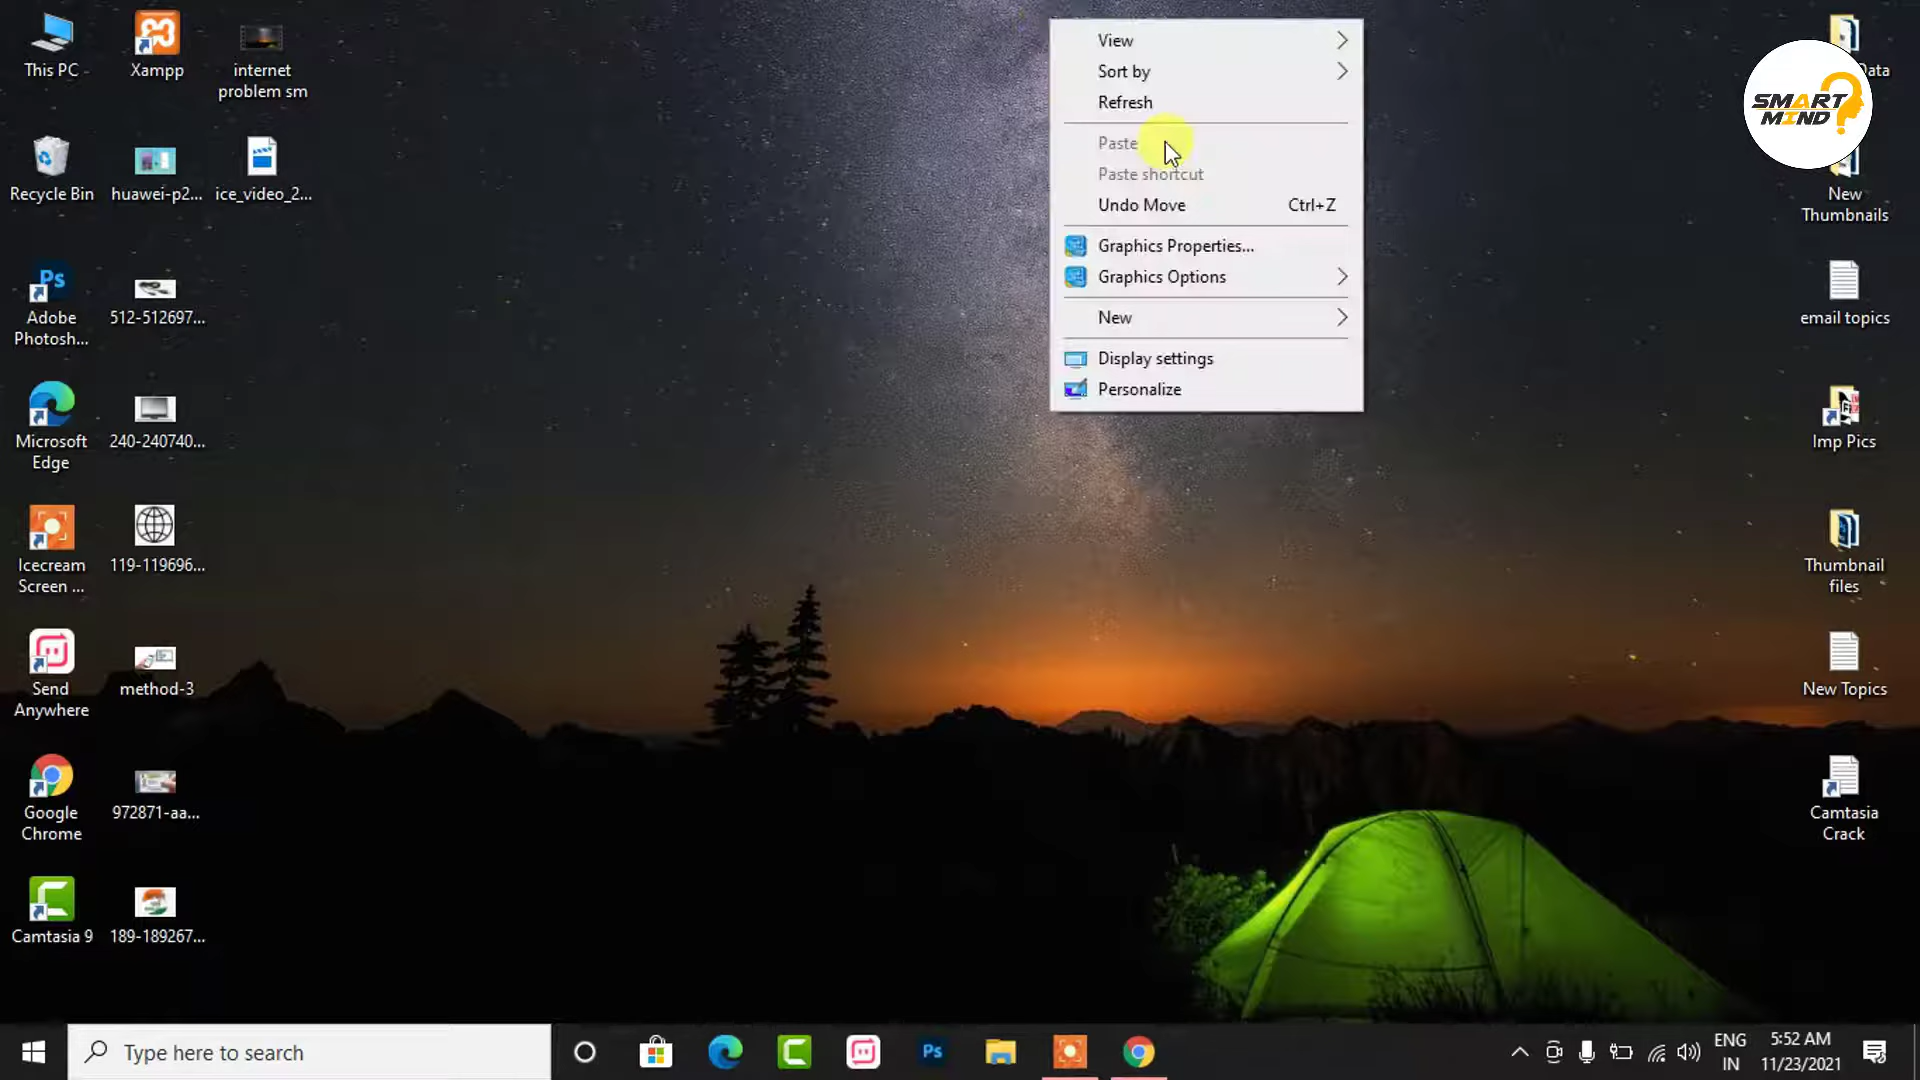 This PC
Xampp
internet
problem sm
Recycle Bin
huawei-p2...
ice_video_2...
Ps
Adobe
Photosh...
512-512697...
Microsoft
Edge
240-240740...
Icecream
Screen ...
119-119696...
Send
Anywhere
method-3
Google
Chrome
972871-aa...
Camtasia 9
189-189267...
View
Sort by
Refresh
Paste
Paste shortcut
Undo Move Ctrl+Z
Graphics Properties...
Graphics Options
New
Display settings
Personalize
SMART
MIND
Data
New
Thumbnails
email topics
Imp Pics
Thumbnail
files
New Topics
Camtasia
Crack
Type here to search
Ps
ENG
IN
5:52 AM
11/23/2021